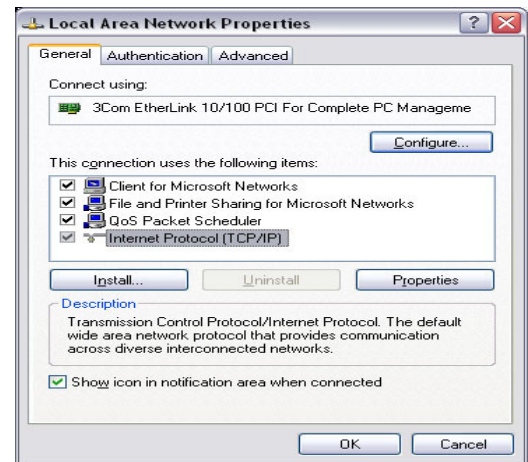 Local Area Network Properties
General Authentication Advanced
Connect using:
3Com EtherLink 10/100 PCI For Complete PC Manageme
Configure...
This connection uses the following items:
Client for Microsoft Networks
File and Printer Sharing for Microsoft Networks
QoS Packet Scheduler
Internet Protocol (TCP/IP)
Install... Uninstall Properties
Description
Transmission Control Protocol/Internet Protocol. The default
wide area network protocol that provides communication
across diverse interconnected networks.
Show icon in notification area when connected
OK Cancel